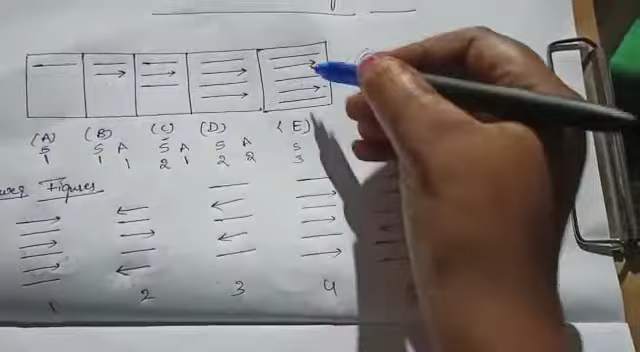 (A) (B) (C) (D) (E)
S S A S A S A S
1 1 1 2 1 2 2 3
Figures
1 2 3 4